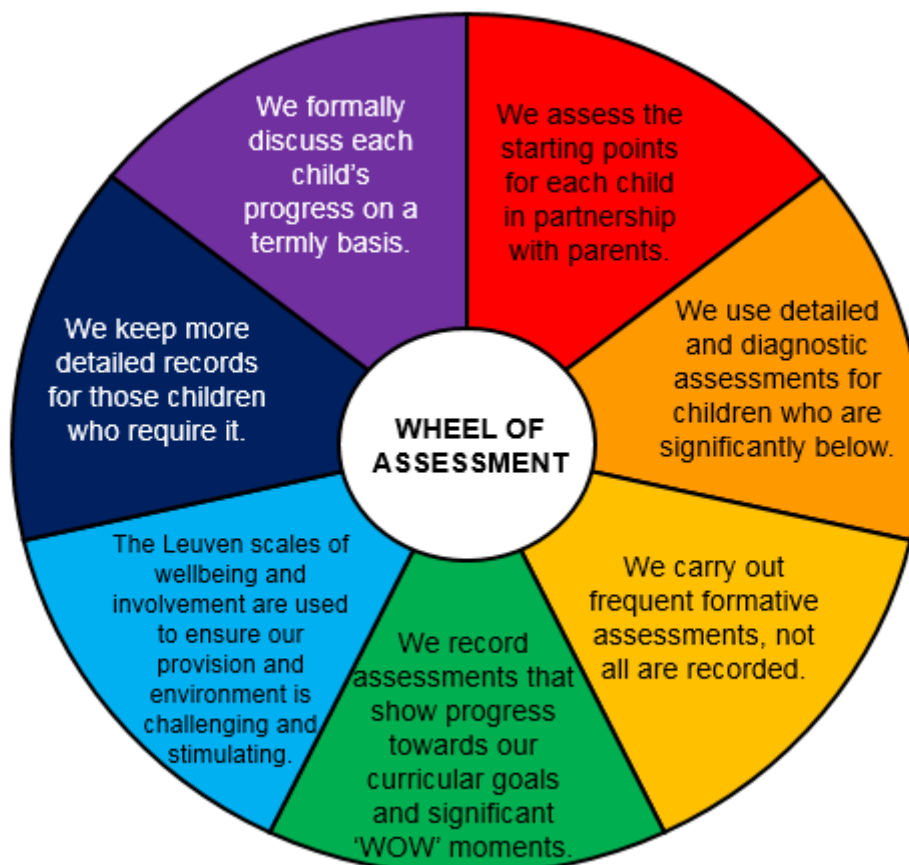 WHEEL OF
ASSESSMENT
We assess the
starting points
for each child
in partnership
with parents.
We use detailed
and diagnostic
assessments for
children who are
significantly below.
We carry out
frequent formative
assessments, not
all are recorded.
We record
assessments that
show progress
towards our
curricular goals
and significant
‘WOW’ moments.
The Leuven scales of
wellbeing and
involvement are used
to ensure our
provision and
environment is
challenging and
stimulating.
We keep more
detailed records
for those children
who require it.
We formally
discuss each
child’s
progress on a
termly basis.